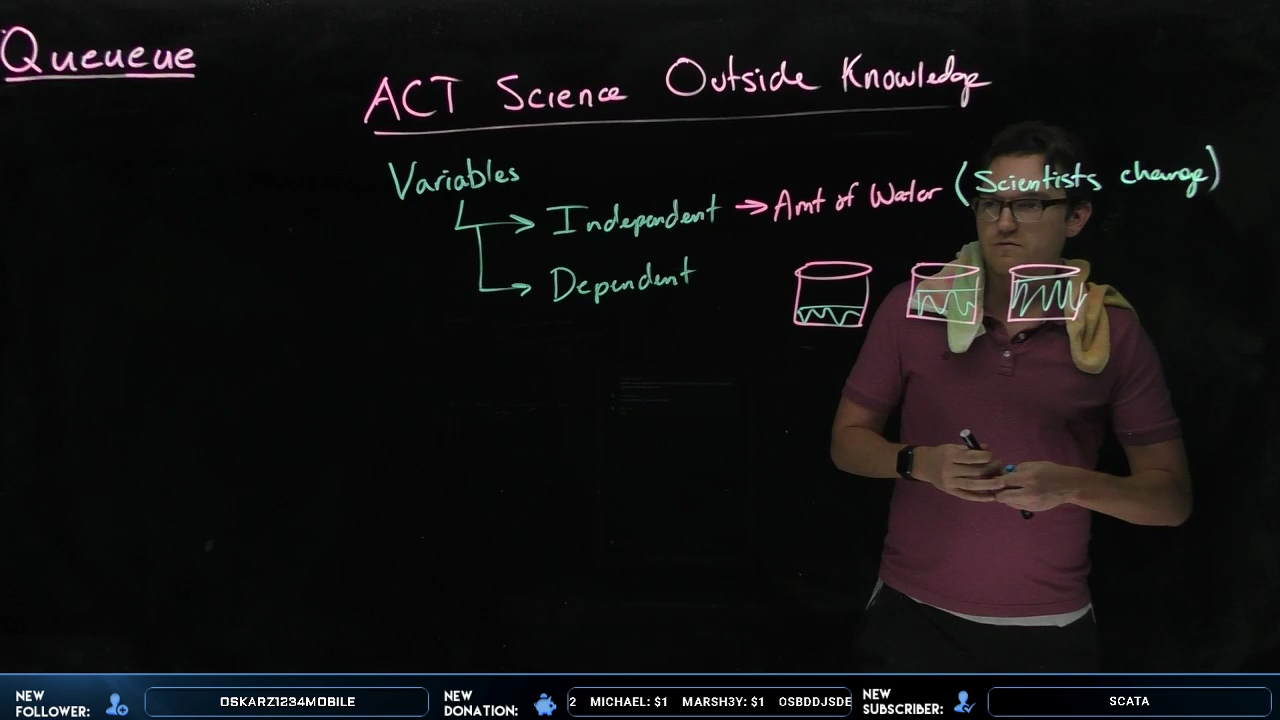 Queueue
ACT Science Outside Knowledge
Variables
Independent → Amt of Water (Scientists change)
Dependent
NEW FOLLOWER:
OSKARZ1234MOBILE
NEW DONATION:
2 MICHAEL: $1 MARSH3Y: $1 OSBDDJSDE
NEW SUBSCRIBER:
SCATA